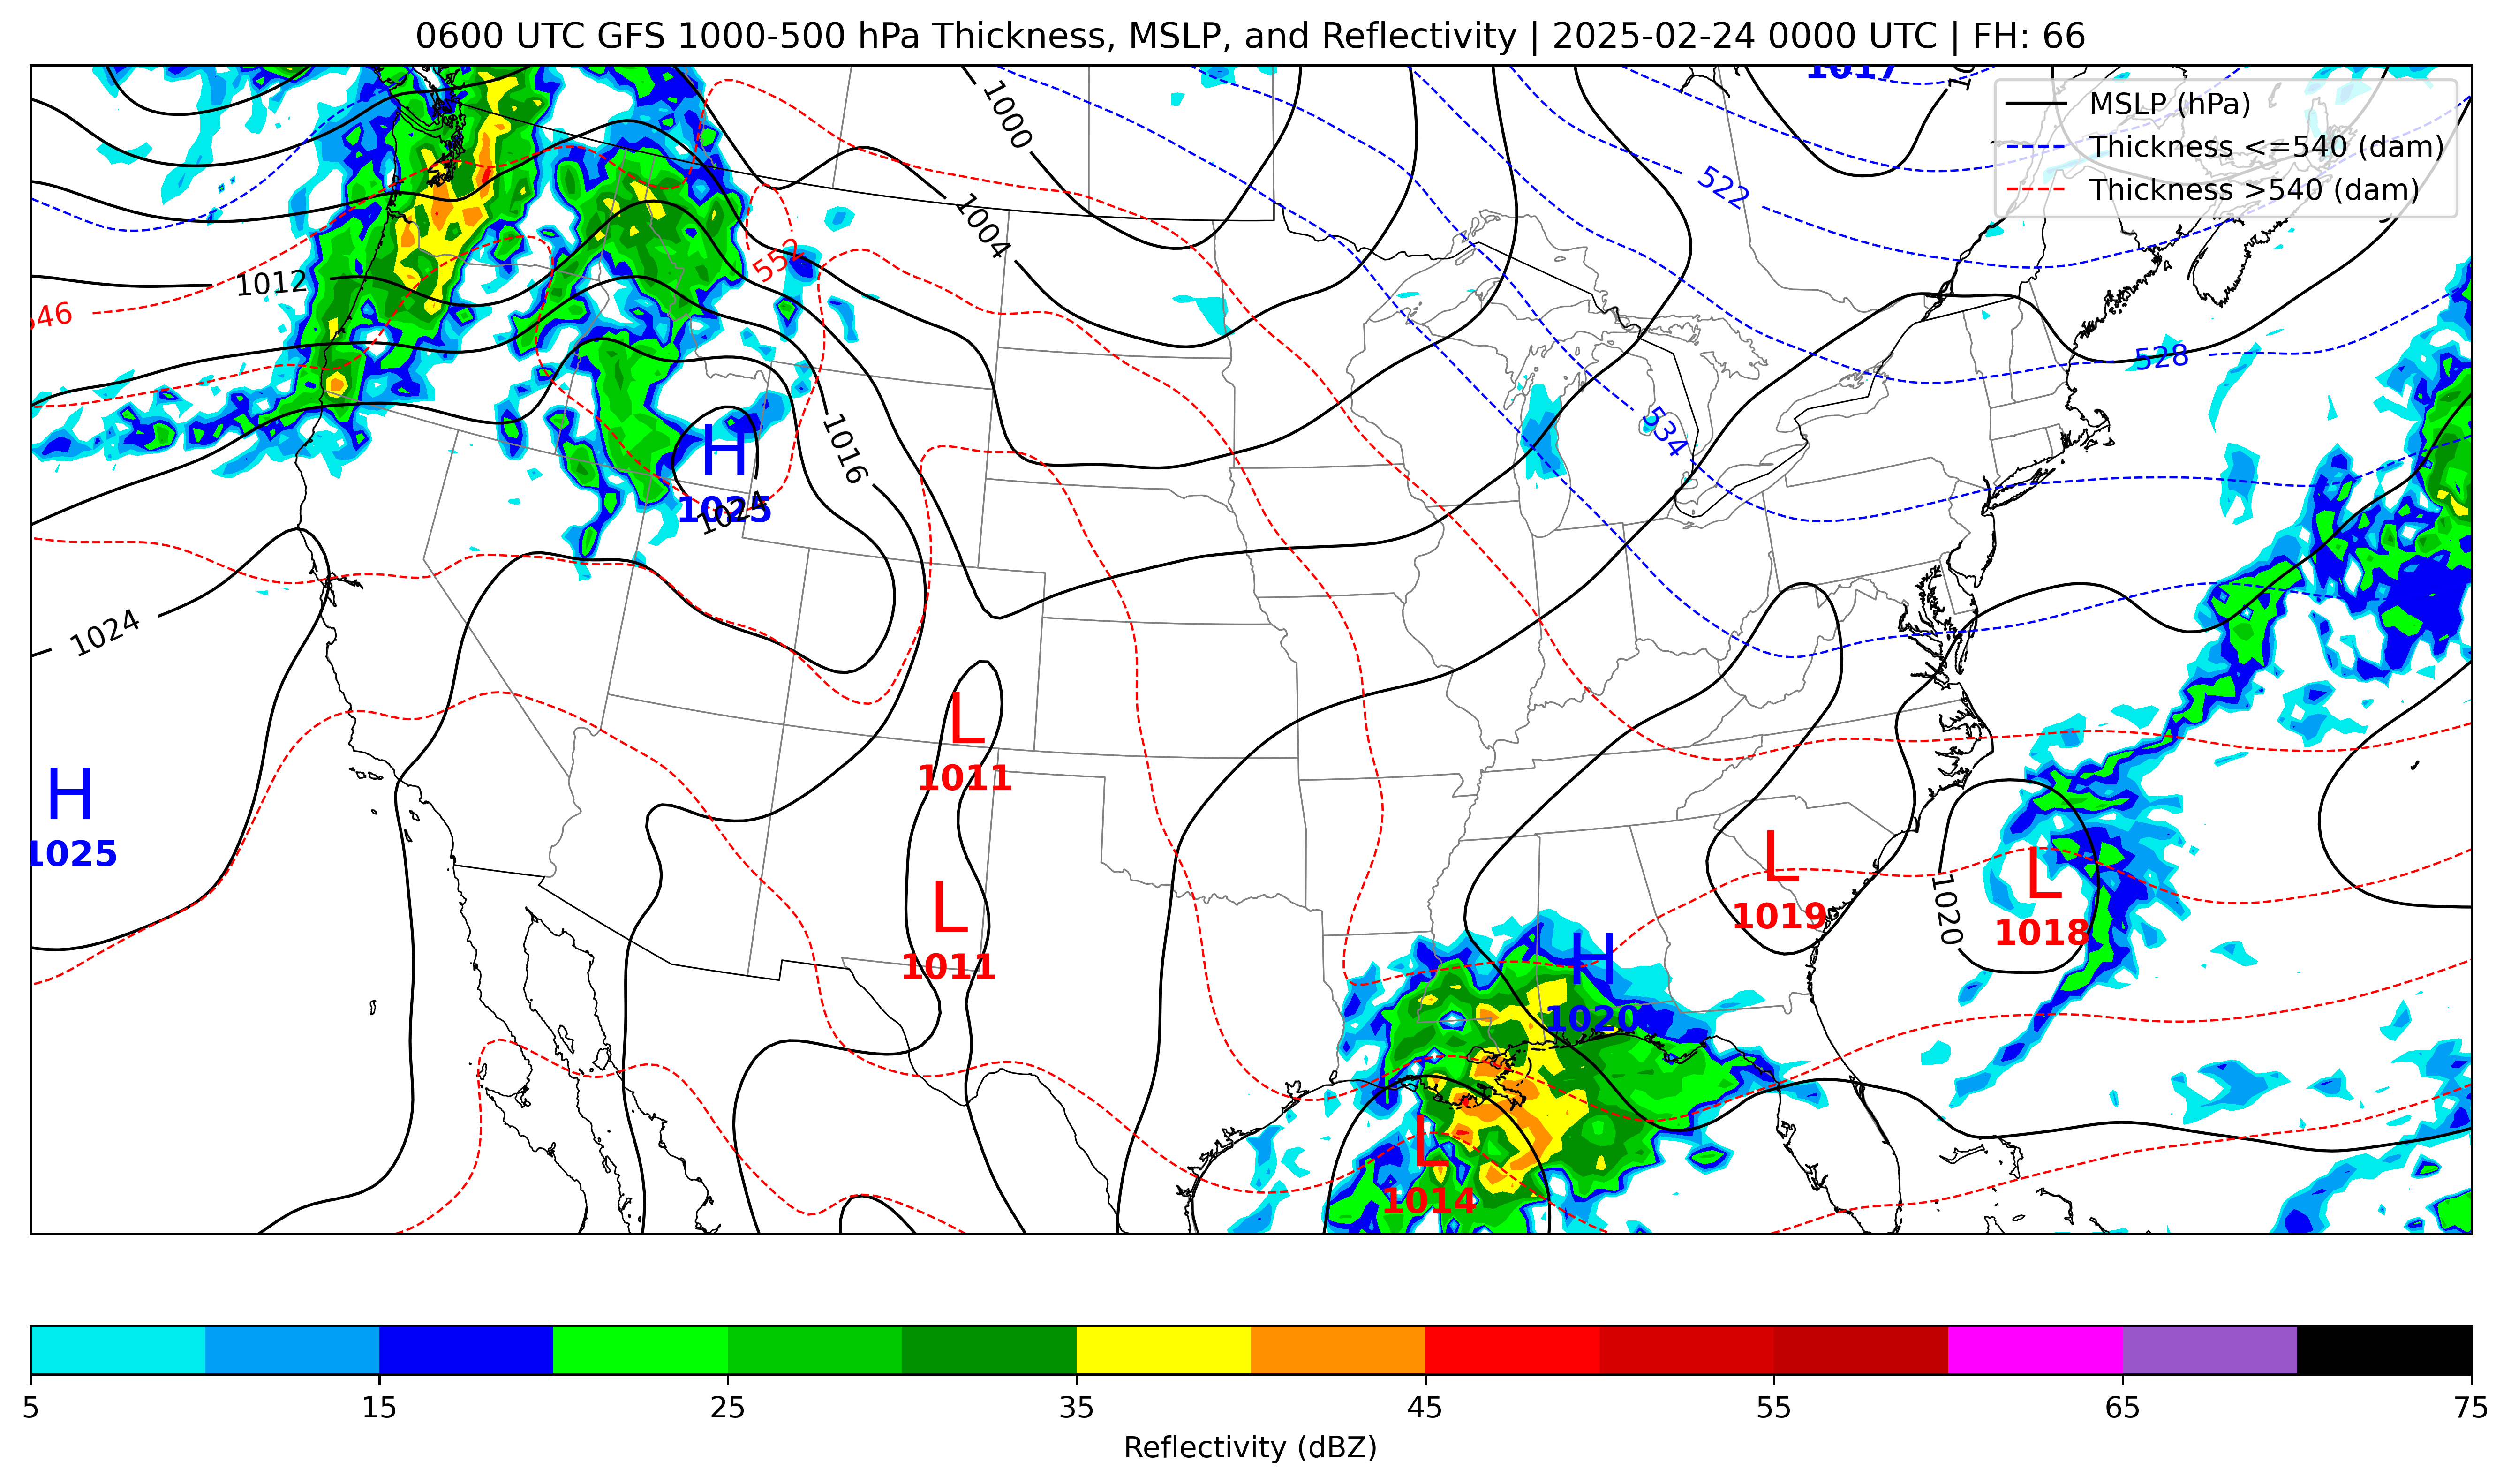 0600 UTC GFS 1000-500 hPa Thickness, MSLP, and Reflectivity | 2025-02-24 0000 UTC | FH: 66
1017
MSLP (hPa)
Thickness <=540 (dam)
Thickness >540 (dam)
1000
522
1004
552
1012
546
528
534
1016
H
1025
1024
1024
L
1011
H
1025
L
1019
L
1018
1020
L
1011
H
1020
L
1014
5
15
25
35
45
55
65
75
Reflectivity (dBZ)